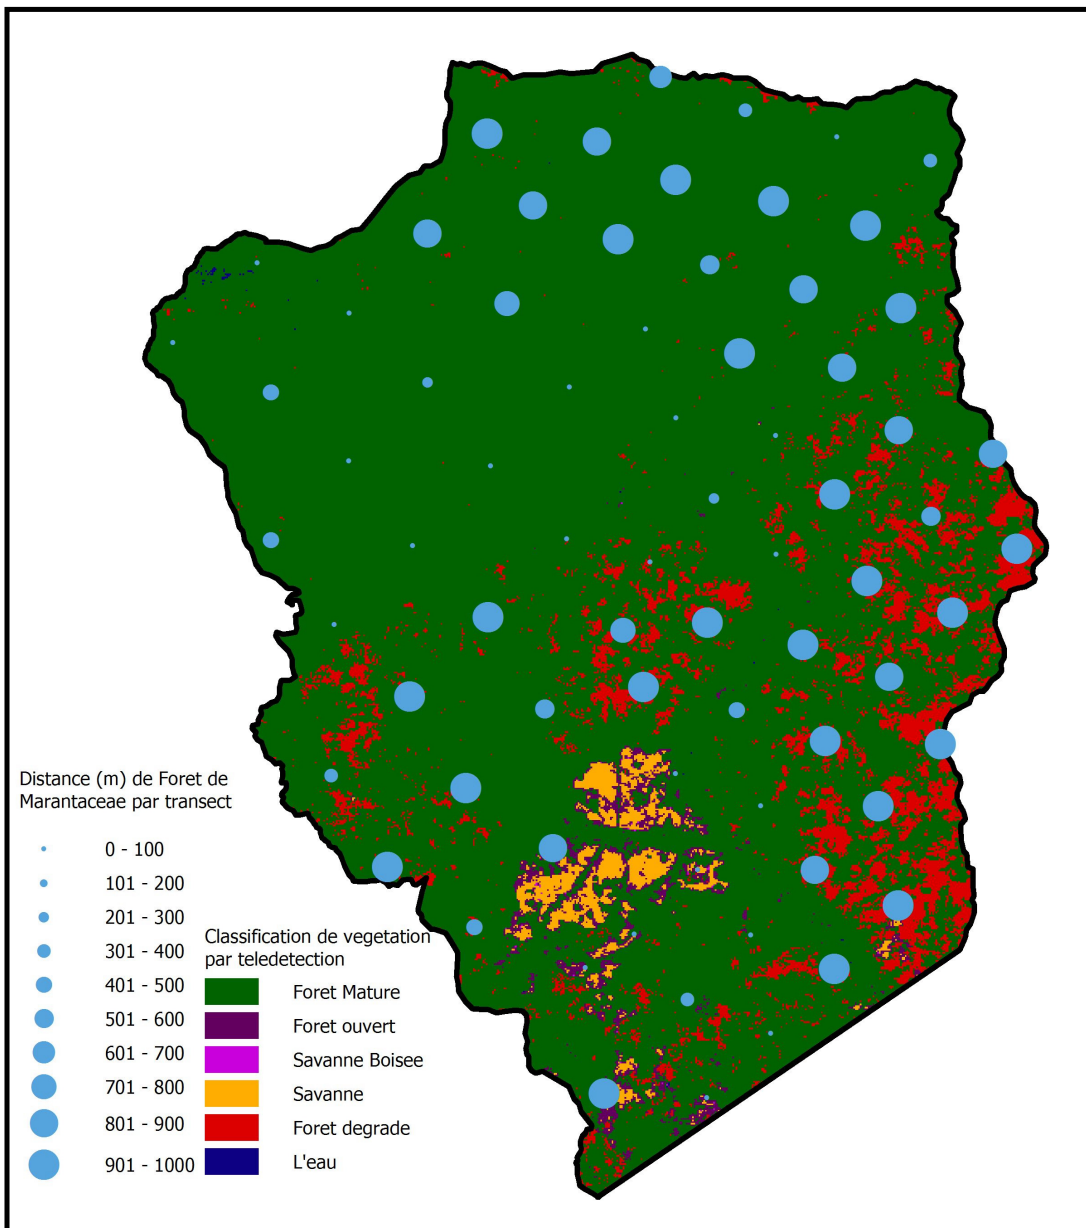 Distance (m) de Foret de
Marantaceae par transect
0 - 100
101 - 200
201 - 300
301 - 400
401 - 500
501 - 600
601 - 700
701 - 800
801 - 900
901 - 1000
Classification de vegetation
par teledetection
Foret Mature
Foret ouvert
Savanne Boisee
Savanne
Foret degrade
L'eau